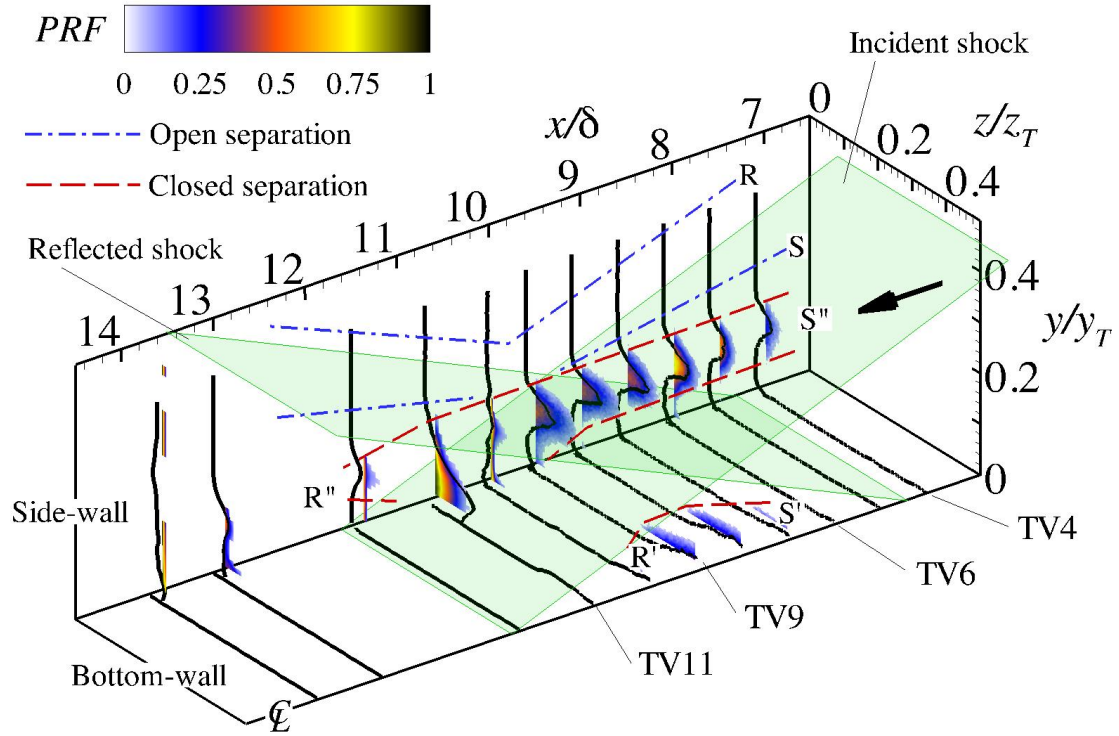 PRF
0 0.25 0.5 0.75 1
Open separation
Closed separation
Incident shock
Reflected shock
x/δ
z/z_T
y/y_T
14 13 12 11 10 9 8 7
0 0.2 0.4
0.4
0.2
0
R
S
S"
R"
S'
R'
Side-wall
Bottom-wall
℄
TV4
TV6
TV9
TV11